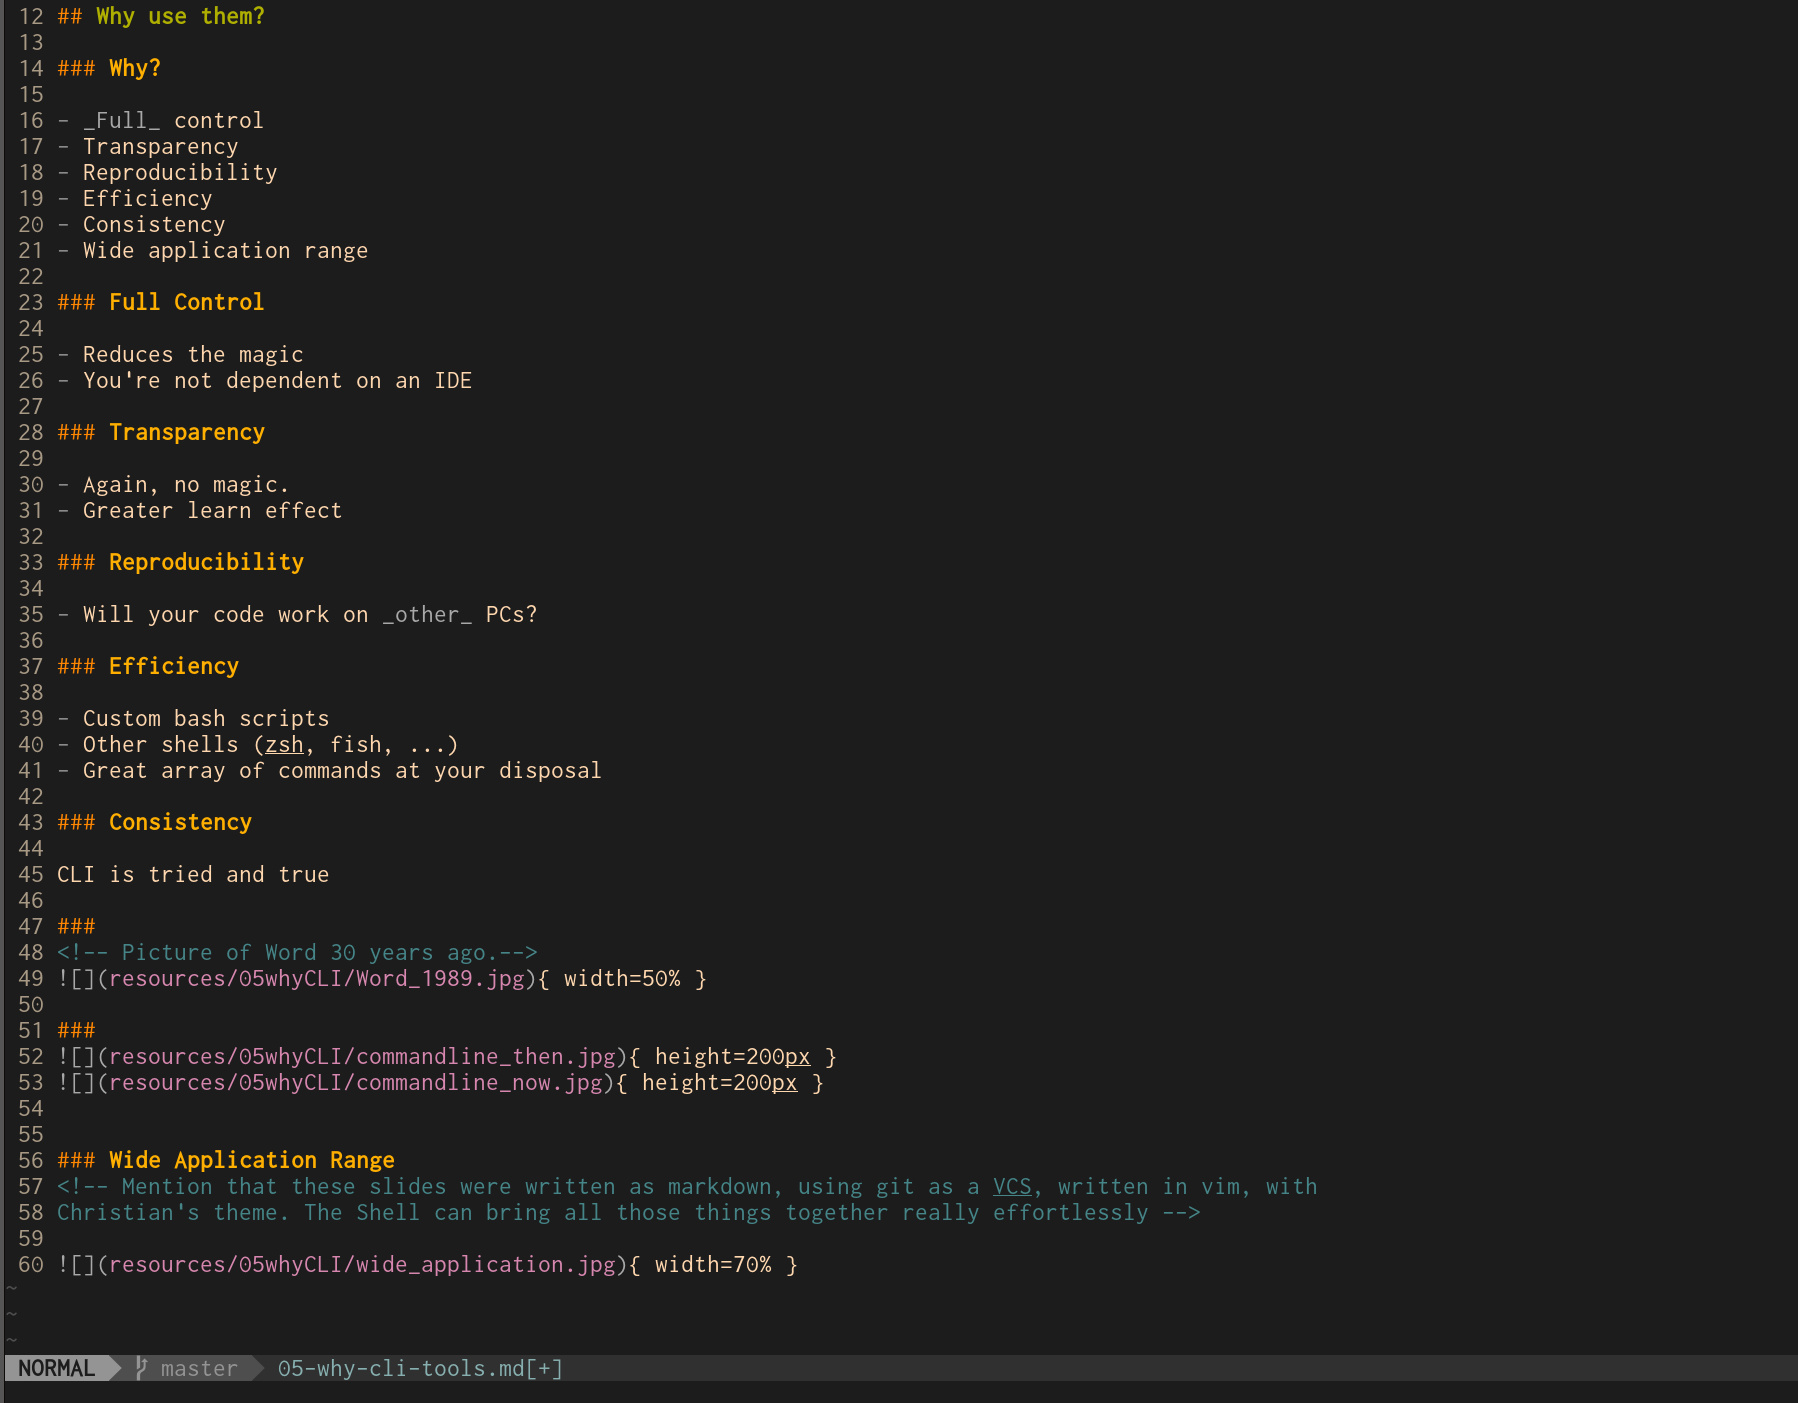 12 ## Why use them?
13
14 ### Why?
15
16 - _Full_ control
17 - Transparency
18 - Reproducibility
19 - Efficiency
20 - Consistency
21 - Wide application range
22
23 ### Full Control
24
25 - Reduces the magic
26 - You're not dependent on an IDE
27
28 ### Transparency
29
30 - Again, no magic.
31 - Greater learn effect
32
33 ### Reproducibility
34
35 - Will your code work on _other_ PCs?
36
37 ### Efficiency
38
39 - Custom bash scripts
40 - Other shells (zsh, fish, ...)
41 - Great array of commands at your disposal
42
43 ### Consistency
44
45 CLI is tried and true
46
47 ###
48 <!-- Picture of Word 30 years ago.-->
49 ![](resources/05whyCLI/Word_1989.jpg){ width=50% }
50
51 ###
52 ![](resources/05whyCLI/commandline_then.jpg){ height=200px }
53 ![](resources/05whyCLI/commandline_now.jpg){ height=200px }
54
55
56 ### Wide Application Range
57 <!-- Mention that these slides were written as markdown, using git as a VCS, written in vim, with
58 Christian's theme. The Shell can bring all those things together really effortlessly -->
59
60 ![](resources/05whyCLI/wide_application.jpg){ width=70% }
~
~
~
NORMAL master 05-why-cli-tools.md[+]